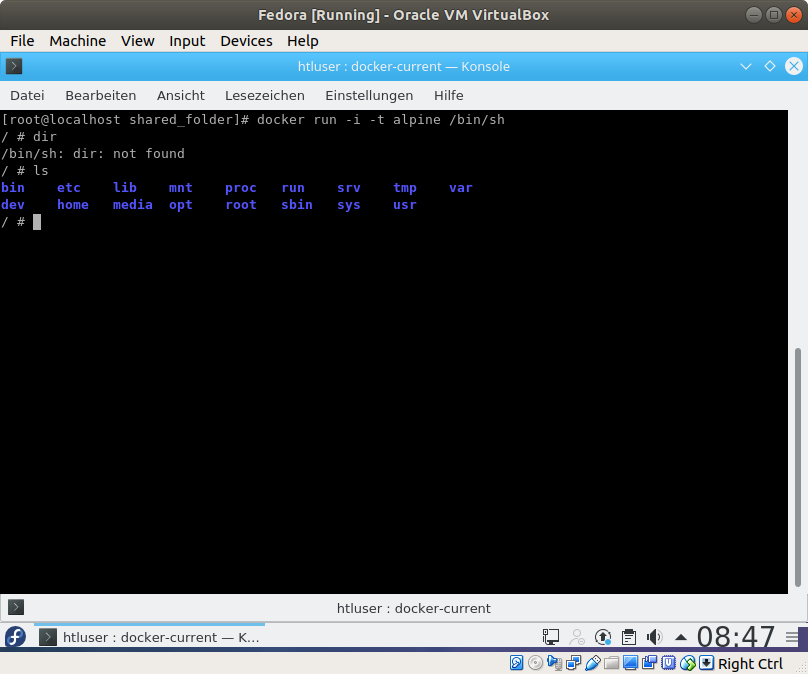 Fedora [Running] - Oracle VM VirtualBox
File Machine View Input Devices Help
htluser : docker-current — Konsole
Datei Bearbeiten Ansicht Lesezeichen Einstellungen Hilfe
[root@localhost shared_folder]# docker run -i -t alpine /bin/sh
/ # dir
/bin/sh: dir: not found
/ # ls
bin etc lib mnt proc run srv tmp var
dev home media opt root sbin sys usr
/ #
htluser : docker-current
htluser : docker-current — K...
08:47
Right Ctrl